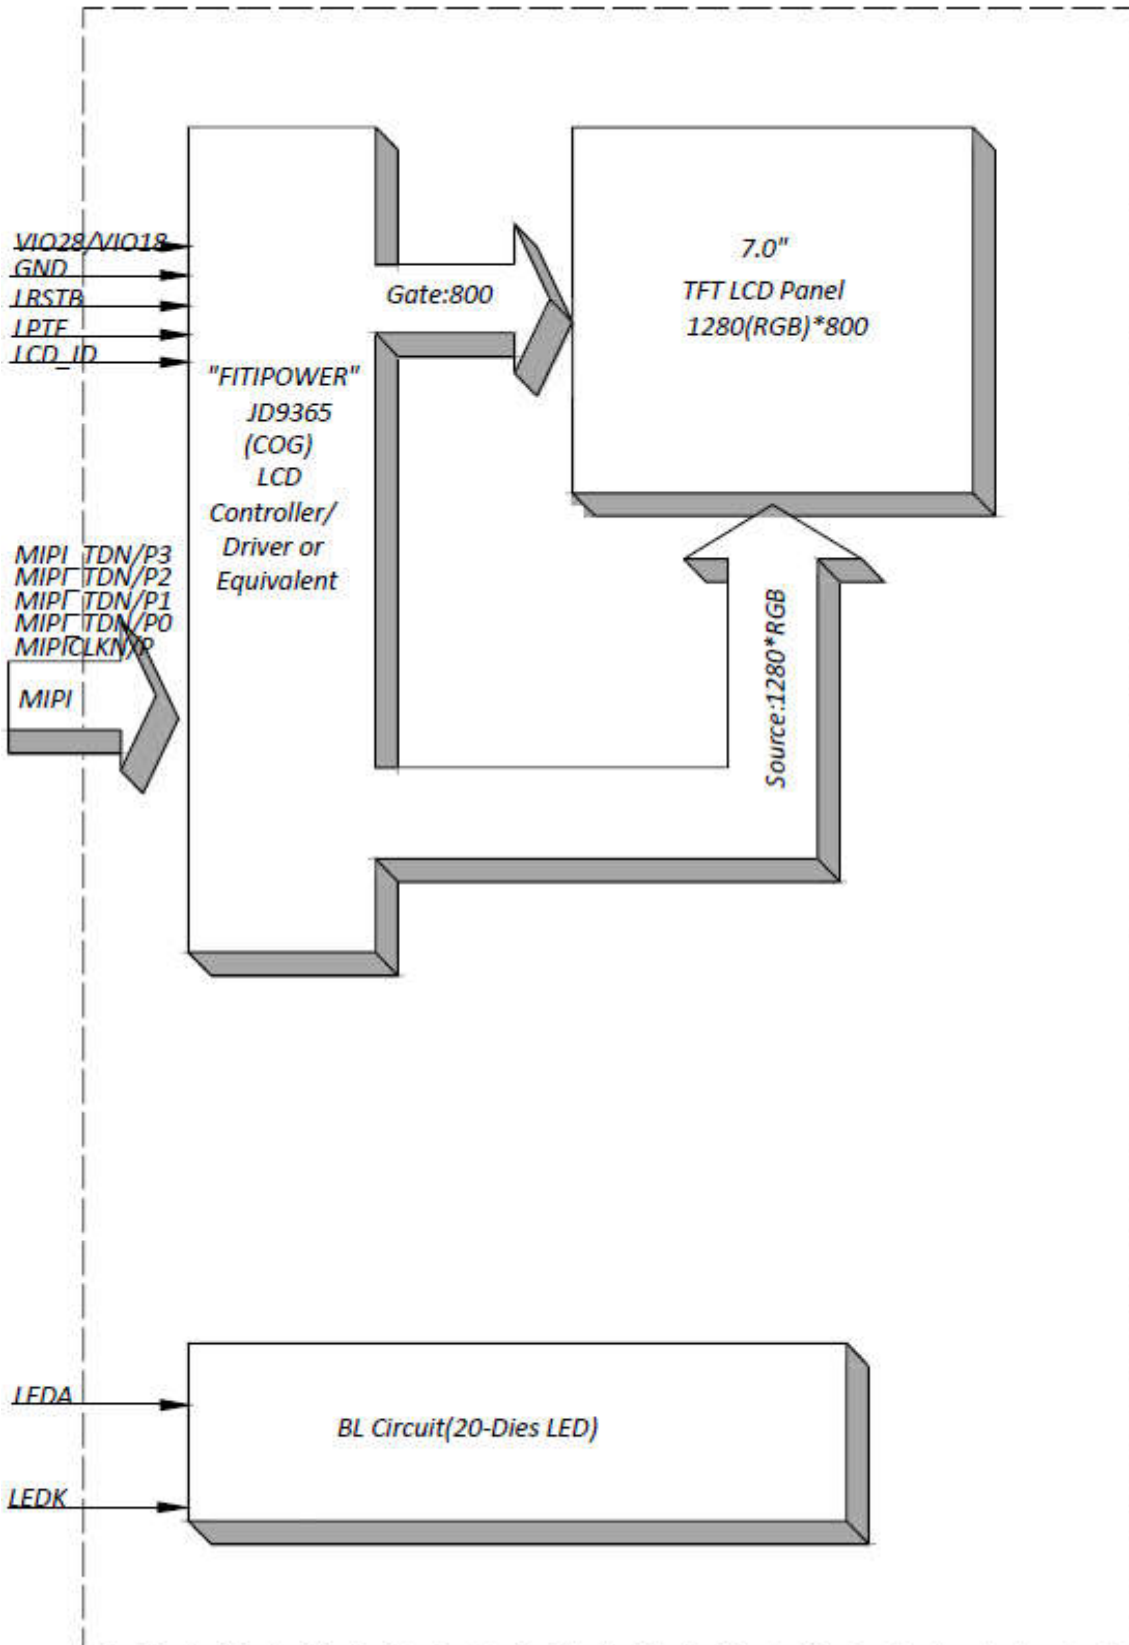 VIO28/VIO18
GND
LRSTB
LPTE
LCD_ID
"FITIPOWER"
JD9365
(COG)
LCD
Controller/
Driver or
Equivalent
Gate:800
7.0"
TFT LCD Panel
1280(RGB)*800
MIPI_TDN/P3
MIPI_TDN/P2
MIPI_TDN/P1
MIPI_TDN/P0
MIPICLKN/P
MIPI
Source:1280*RGB
LEDA
BL Circuit(20-Dies LED)
LEDK